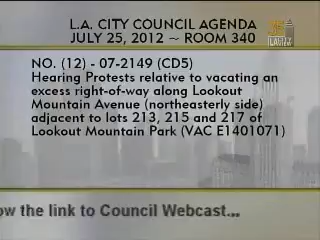 L.A. CITY COUNCIL AGENDA
JULY 25, 2012 ~ ROOM 340
NO. (12) - 07-2149 (CD5)
Hearing Protests relative to vacating an
excess right-of-way along Lookout
Mountain Avenue (northeasterly side)
adjacent to lots 213, 215 and 217 of
Lookout Mountain Park (VAC E1401071)
ow the link to Council Webcast...